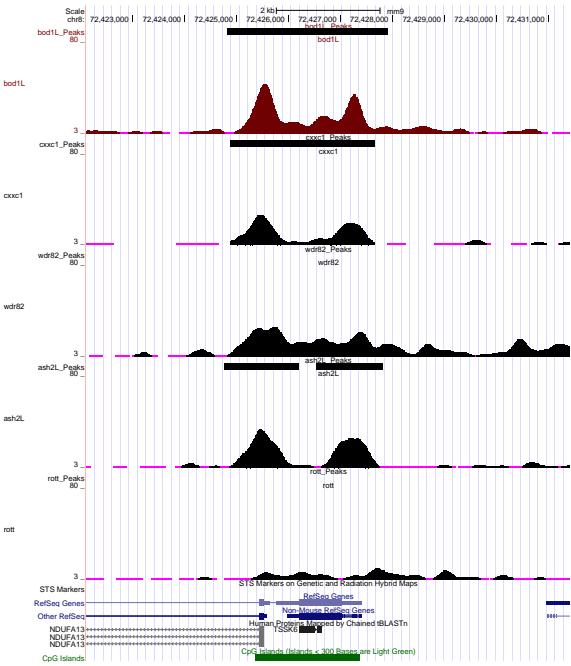 Scale 2 kb mm9
chr8: 72,423,000 72,424,000 72,425,000 72,426,000 72,427,000 72,428,000 72,429,000 72,430,000 72,431,000
bod1L_Peaks
bod1L_Peaks
80
bod1L
bod1L
3
cxxc1_Peaks
cxxc1_Peaks
80
cxxc1
cxxc1
3
wdr82_Peaks
wdr82_Peaks
80
wdr82
wdr82
3
ash2L_Peaks
ash2L_Peaks
80
ash2L
ash2L
3
rott_Peaks
rott_Peaks
80
rott
rott
3
STS Markers on Genetic and Radiation Hybrid Maps
STS Markers
RefSeq Genes
RefSeq Genes
Non-Mouse RefSeq Genes
Other RefSeq
Human Proteins Mapped by Chained tBLASTn
NDUFA13 TSSK6
NDUFA13
NDUFA13
CpG Islands (Islands < 300 Bases are Light Green)
CpG Islands